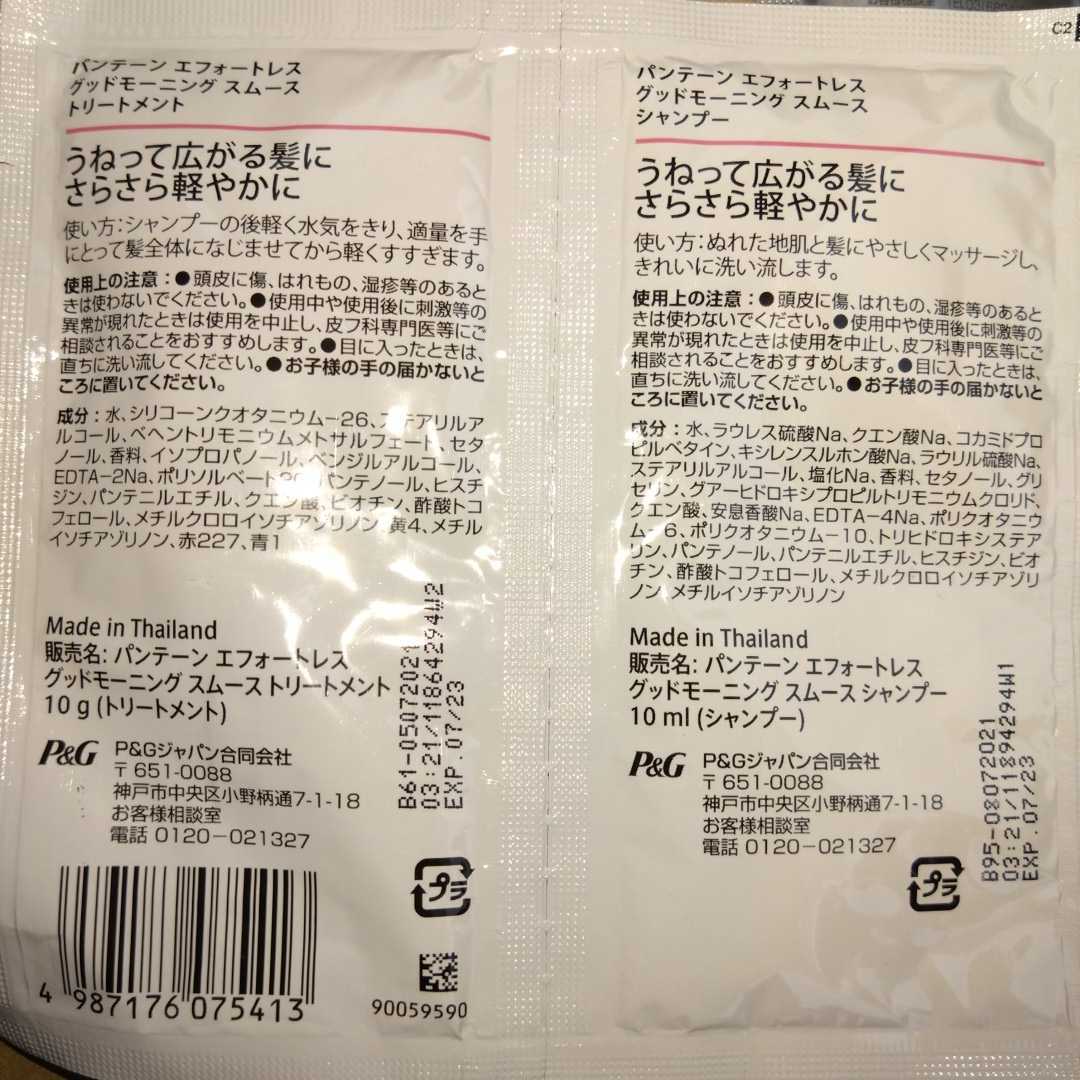 パンテーン エフォートレス
グッドモーニング スムース
トリートメント
うねって広がる髪に
さらさら軽やかに
使い方:シャンプーの後軽く水気をきり、適量を手
にとって髪全体になじませてから軽くすすぎます。
使用上の注意:●頭皮に傷、はれもの、湿疹等のあると
きは使わないでください。●使用中や使用後に刺激等の
異常が現れたときは使用を中止し、皮フ科専門医等にご
相談されることをおすすめします。●目に入ったときは、
直ちに洗い流してください。●お子様の手の届かないと
ころに置いてください。
成分:水、シリコーンクオタニウム-26、ステアリルア
ルコール、ベヘントリモニウムメトサルフェート、セタ
ノール、香料、イソプロパノール、ベンジルアルコール、
EDTA-2Na、ポリソルベート20、パンテノール、ヒスチ
ジン、パンテニルエチル、クエン酸、ビオチン、酢酸トコ
フェロール、メチルクロロイソチアゾリノン、黄4、メチル
イソチアゾリノン、赤227、青1
Made in Thailand
販売名: パンテーン エフォートレス
グッドモーニング スムース トリートメント
10 g (トリートメント)
P&G
P&Gジャパン合同会社
〒651-0088
神戸市中央区小野柄通7-1-18
お客様相談室
電話 0120-021327
B61-05072021
03:21/11864294W2
EXP.07/23
プラ
4 987176 075413
90059590
C2
パンテーン エフォートレス
グッドモーニング スムース
シャンプー
うねって広がる髪に
さらさら軽やかに
使い方:ぬれた地肌と髪にやさしくマッサージし、
きれいに洗い流します。
使用上の注意:●頭皮に傷、はれもの、湿疹等のあると
きは使わないでください。●使用中や使用後に刺激等の
異常が現れたときは使用を中止し、皮フ科専門医等にご
相談されることをおすすめします。●目に入ったときは、
直ちに洗い流してください。●お子様の手の届かないと
ころに置いてください。
成分:水、ラウレス硫酸Na、クエン酸Na、コカミドプロ
ピルベタイン、キシレンスルホン酸Na、ラウリル硫酸Na、
ステアリルアルコール、塩化Na、香料、セタノール、グリ
セリン、グアーヒドロキシプロピルトリモニウムクロリド、
クエン酸、安息香酸Na、EDTA-4Na、ポリクオタニウ
ム-6、ポリクオタニウム-10、トリヒドロキシステア
リン、パンテノール、パンテニルエチル、ヒスチジン、ビオ
チン、酢酸トコフェロール、メチルクロロイソチアゾリ
ノン、メチルイソチアゾリノン
Made in Thailand
販売名: パンテーン エフォートレス
グッドモーニング スムース シャンプー
10 ml (シャンプー)
P&G
P&Gジャパン合同会社
〒651-0088
神戸市中央区小野柄通7-1-18
お客様相談室
電話 0120-021327
B95-08072021
03:21/11894294W1
EXP.07/23
プラ